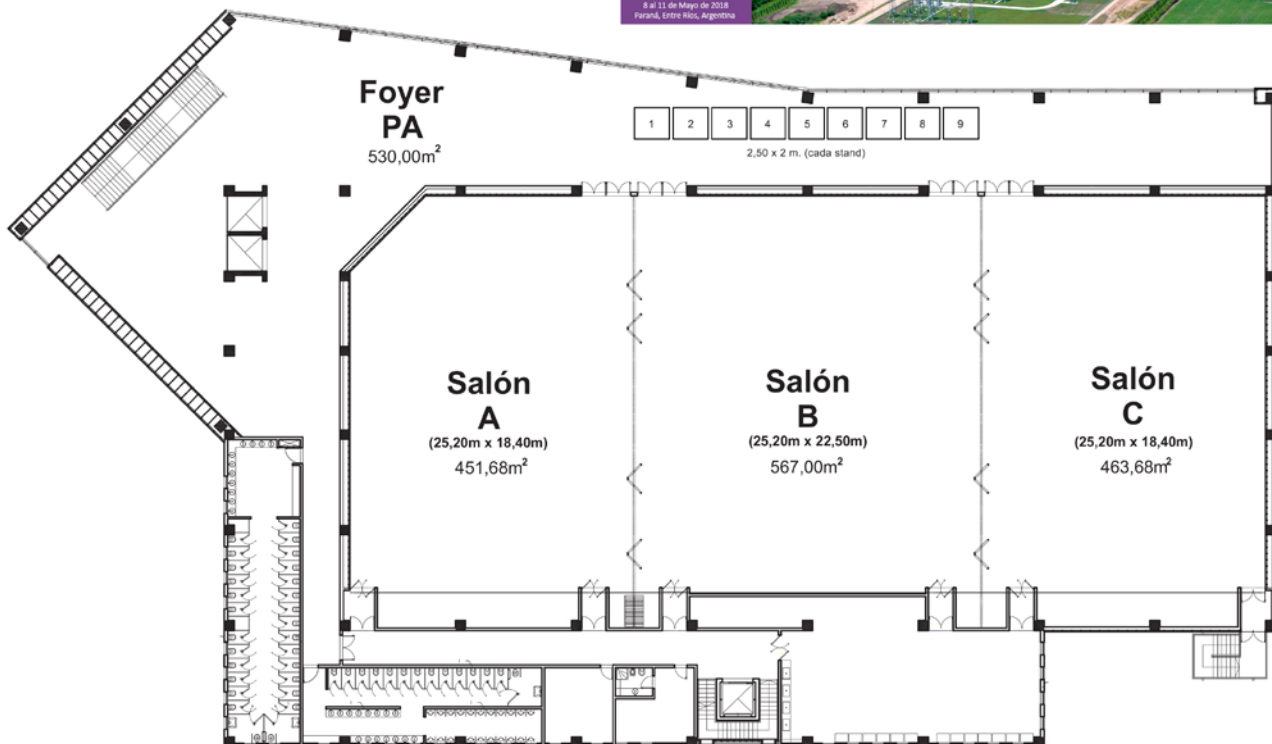 8 al 11 de Mayo de 2018
Paraná, Entre Ríos, Argentina
Foyer
PA
530,00m²
1 2 3 4 5 6 7 8 9
2,50 x 2 m. (cada stand)
Salón
A
(25,20m x 18,40m)
451,68m²
Salón
B
(25,20m x 22,50m)
567,00m²
Salón
C
(25,20m x 18,40m)
463,68m²